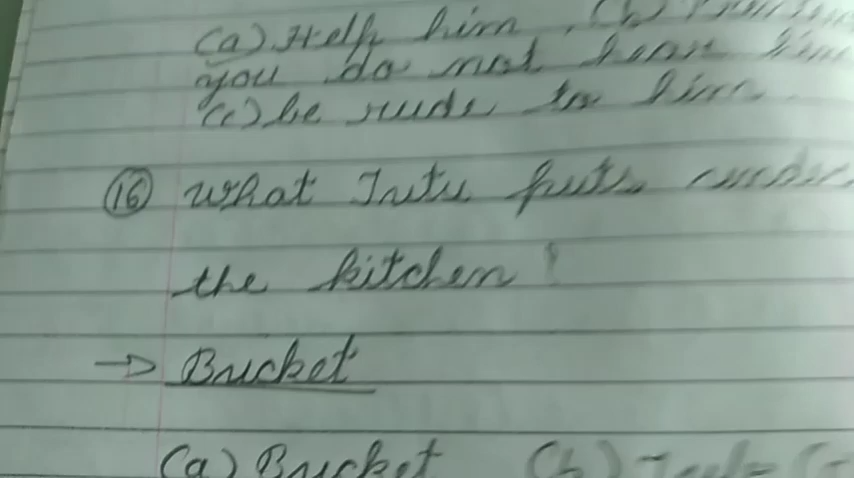 (a) Help him. (b)
you do not hear him
(c) be rude to him.
(16) What Tutu puts under
the kitchen
→ Bucket
(a) Bucket (b)